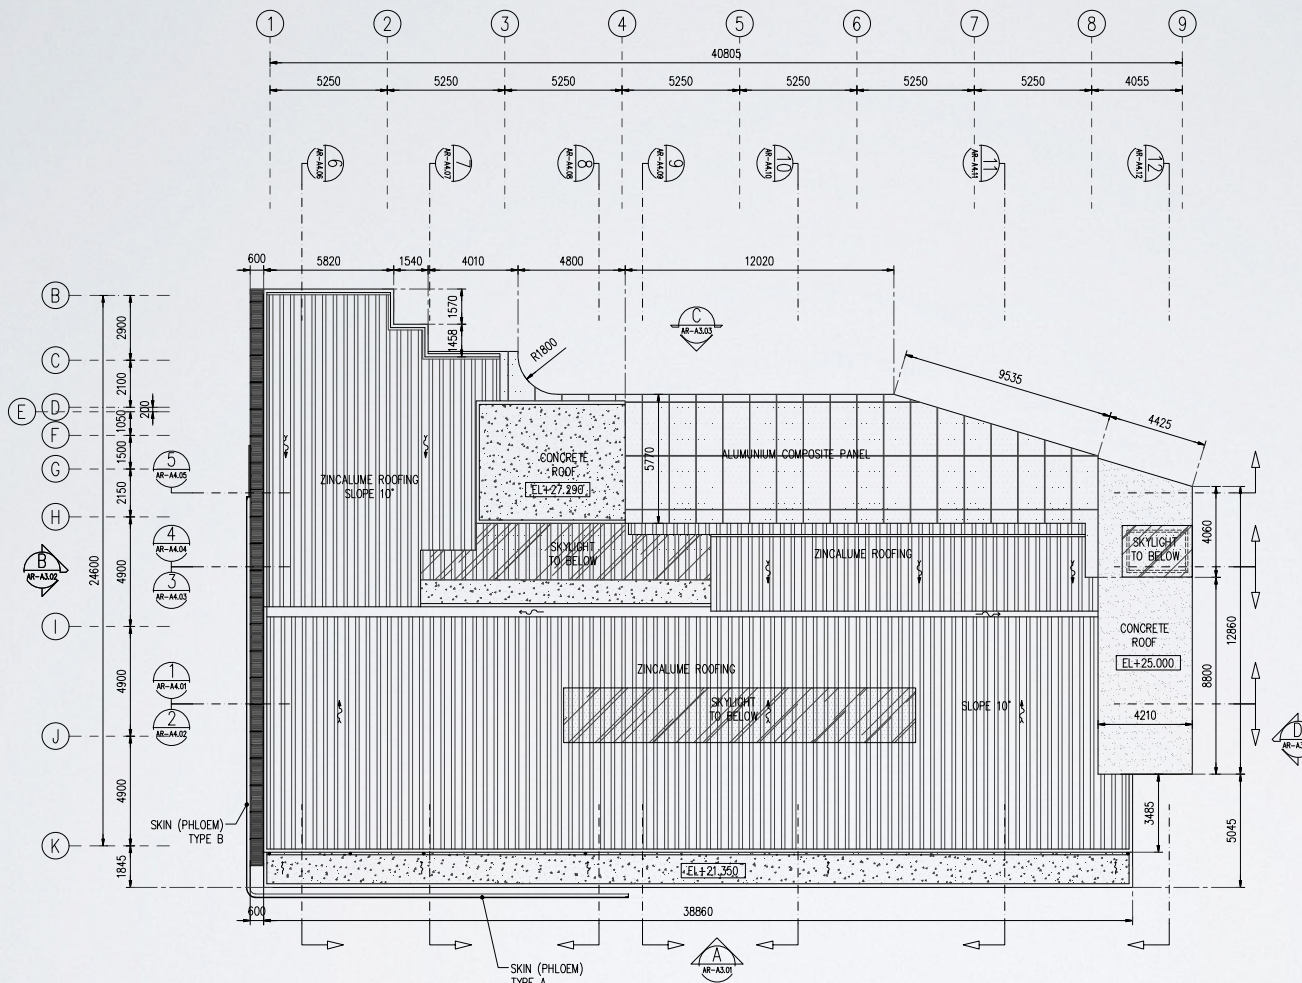 1 2 3 4 5 6 7 8 9
40805
5250 5250 5250 5250 5250 5250 5250 4055
6
AR-A4.06
7
AR-A4.07
8
AR-A4.08
9
AR-A4.09
10
AR-A4.10
11
AR-A4.11
12
AR-A4.12
600 5820 1540 4010 4800 12020
B
C
D
E
F
G
H
I
J
K
2900
2100
200
1050
1500
2150
4900
4900
4900
1845
24600
1570
1458
R1800
C
AR-A3.03
9535
4425
5
AR-A4.05
4
AR-A4.04
3
AR-A4.03
B
AR-A3.02
1
AR-A4.01
2
AR-A4.02
ZINCALUME ROOFING
SLOPE 10°
CONCRETE
ROOF
EL+27.290
5770
ALUMUNIUM COMPOSITE PANEL
SKYLIGHT
TO BELOW
ZINCALUME ROOFING
SKYLIGHT
TO BELOW
4060
12860
8800
CONCRETE
ROOF
EL+25.000
4210
ZINCALUME ROOFING
SKYLIGHT
TO BELOW
SLOPE 10°
D
3485
5045
SKIN (PHLOEM)
TYPE B
EL+21.350
600 38860
A
AR-A3.01
SKIN (PHLOEM)
TYPE A